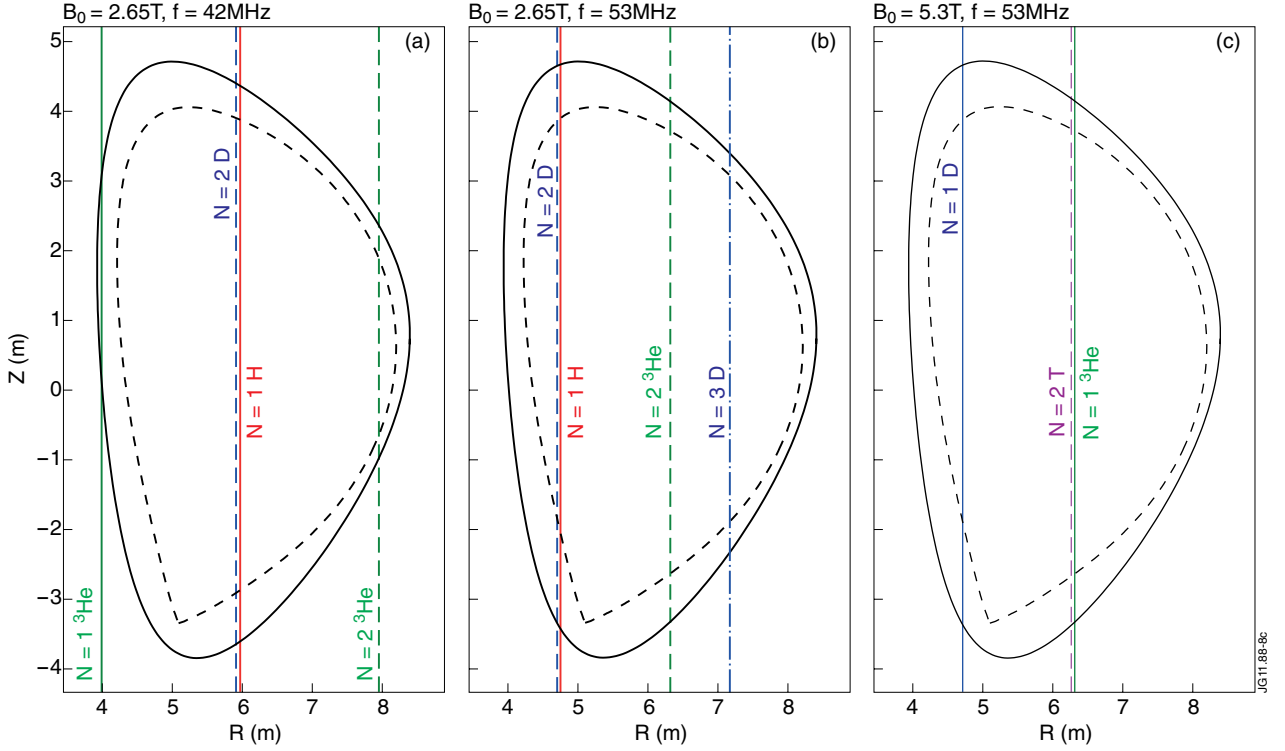 B₀ = 2.65T, f = 42MHz
B₀ = 2.65T, f = 53MHz
B₀ = 5.3T, f = 53MHz
(a)
(b)
(c)
5
4
3
2
1
0
−1
−2
−3
−4
Z (m)
N = 1 ³He
N = 2 D
N = 1 H
N = 2 ³He
N = 2 D
N = 1 H
N = 2 ³He
N = 3 D
N = 1 D
N = 2 T
N = 1 ³He
4 5 6 7 8
4 5 6 7 8
4 5 6 7 8
R (m)
R (m)
R (m)
JG11.88-8c